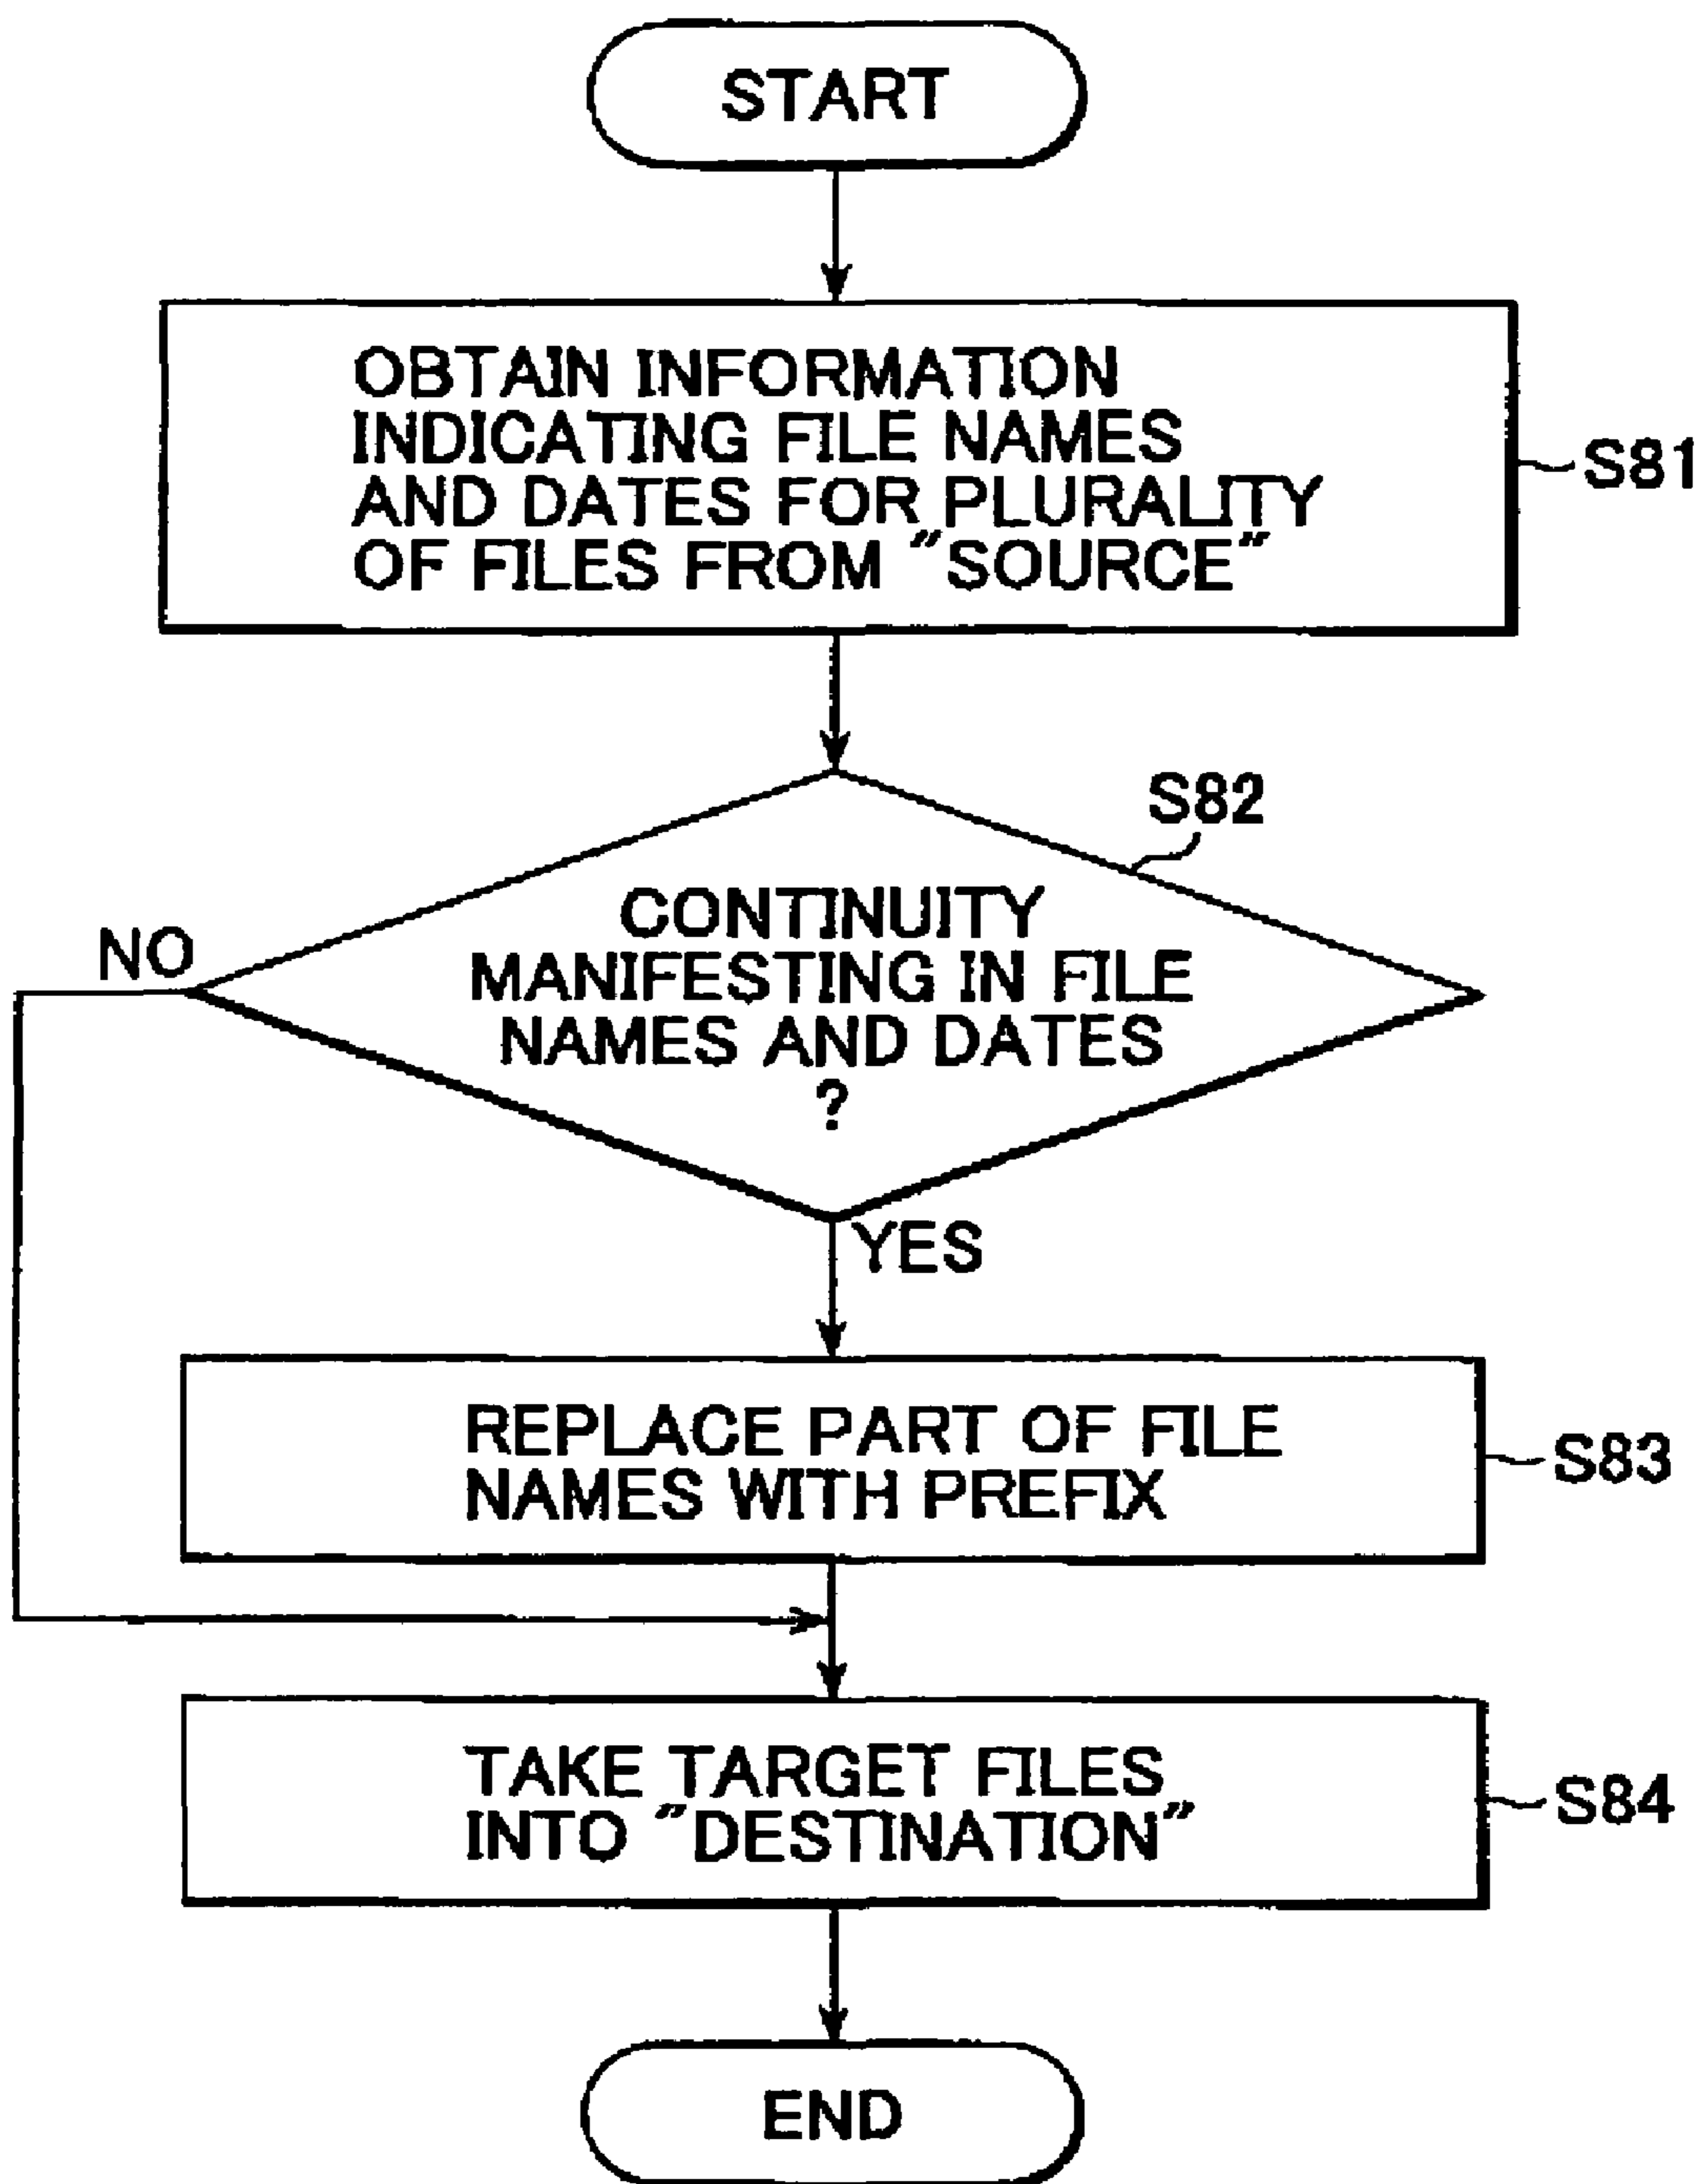 START
OBTAIN INFORMATION
INDICATING FILE NAMES
AND DATES FOR PLURALITY
OF FILES FROM "SOURCE"
S81
S82
CONTINUITY
MANIFESTING IN FILE
NAMES AND DATES
?
NO
YES
REPLACE PART OF FILE
NAMES WITH PREFIX
S83
TAKE TARGET FILES
INTO "DESTINATION"
S84
END